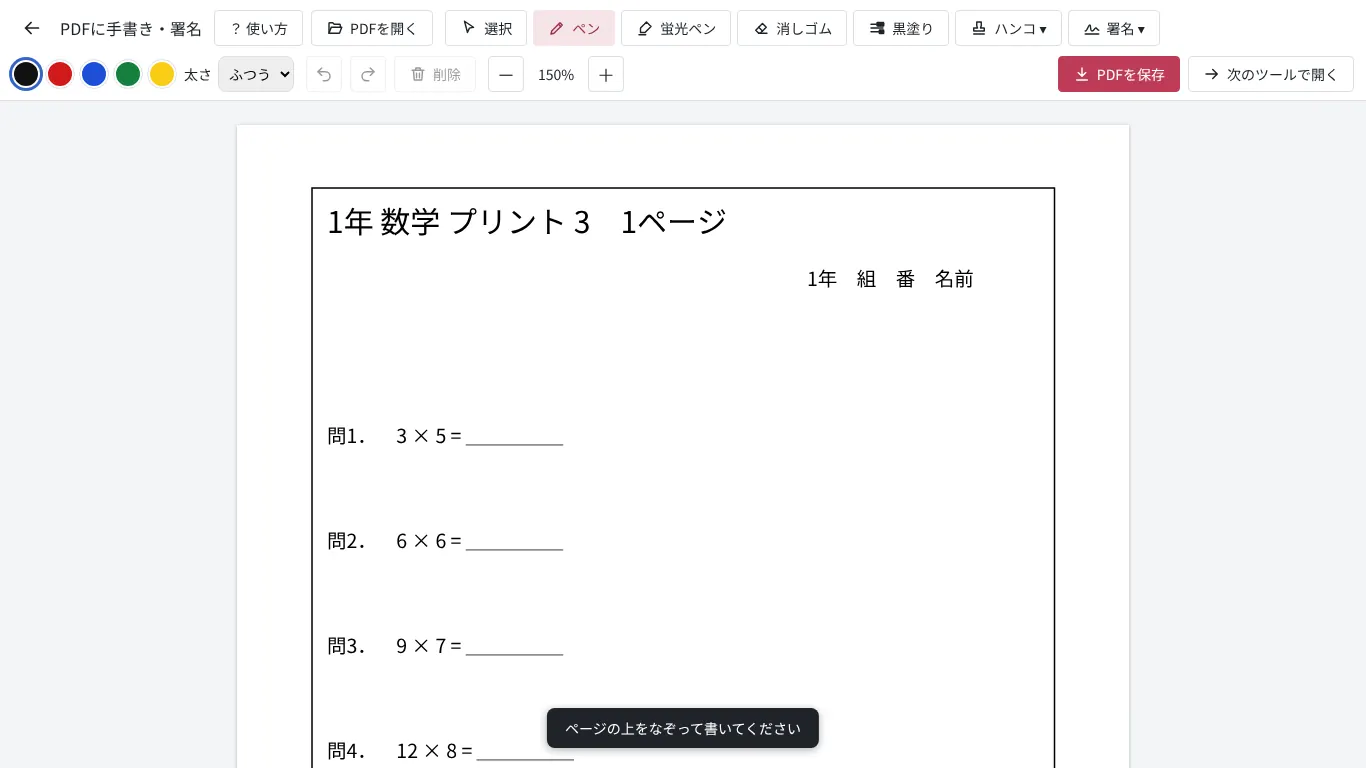 PDFに手書き・署名 ? 使い方 PDFを開く 選択 ペン 蛍光ペン 消しゴム 黒塗り ハンコ▾ 署名▾
太さ ふつう 削除 150% PDFを保存 次のツールで開く
1年 数学 プリント 3　1ページ
1年　組　番　名前
問1.　3 × 5 = _________
問2.　6 × 6 = _________
問3.　9 × 7 = _________
問4.　12 × 8 = _________
ページの上をなぞって書いてください